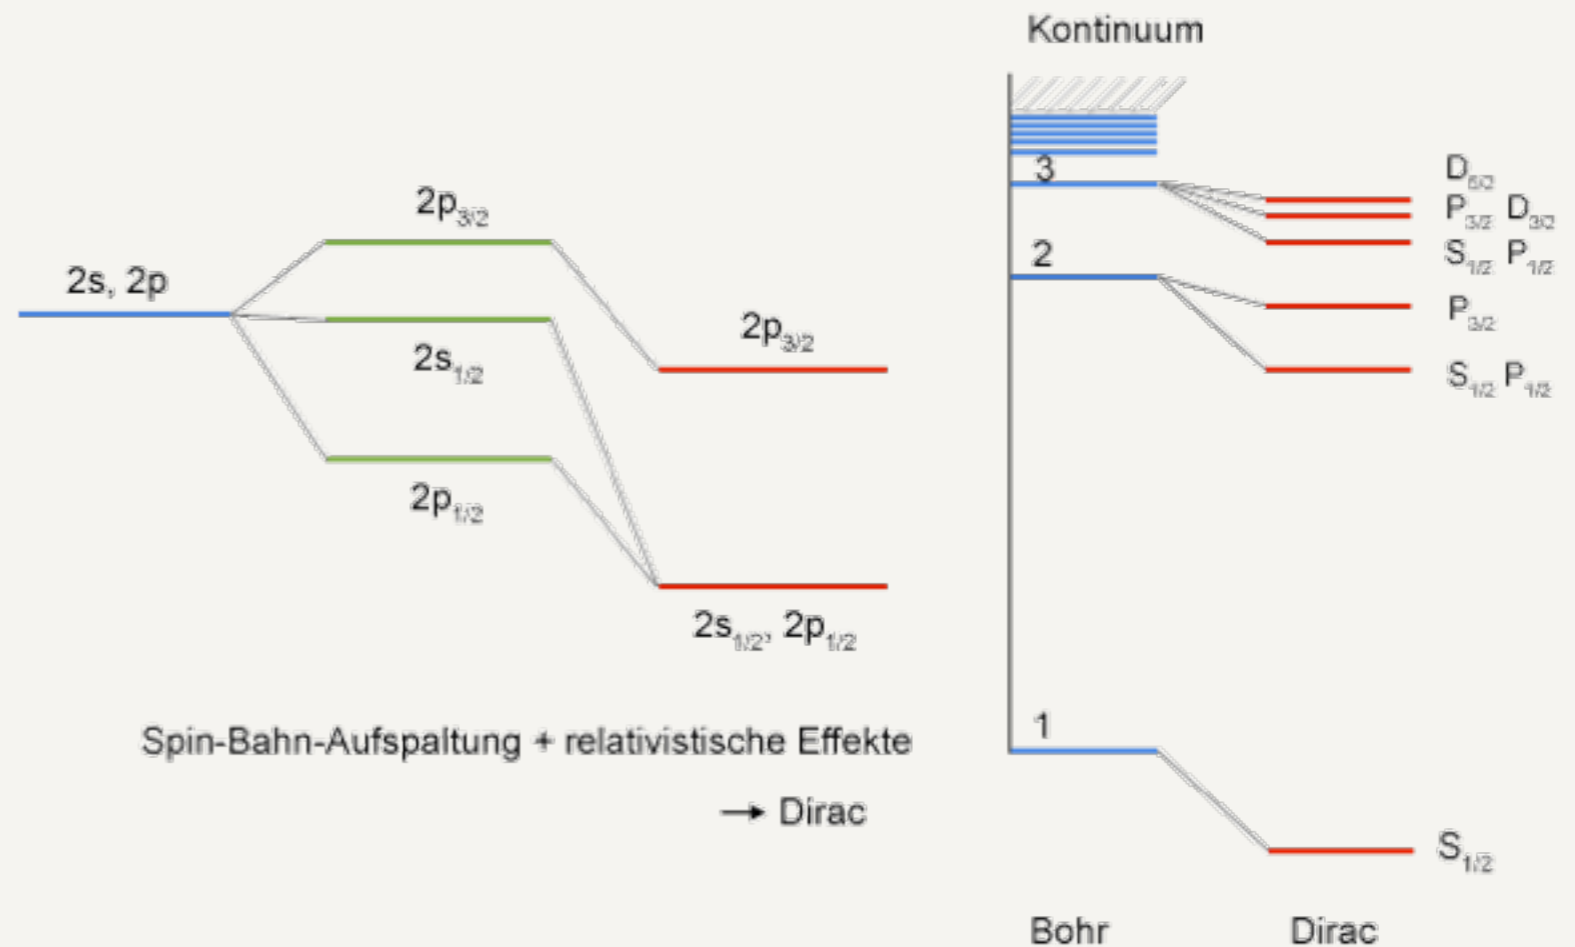 Kontinuum
2p3/2
2s, 2p
2s1/2
2p1/2
2p3/2
2s1/2, 2p1/2
Spin-Bahn-Aufspaltung + relativistische Effekte
→ Dirac
3
2
1
D5/2
P3/2 D3/2
S1/2 P1/2
P3/2
S1/2 P1/2
S1/2
Bohr
Dirac